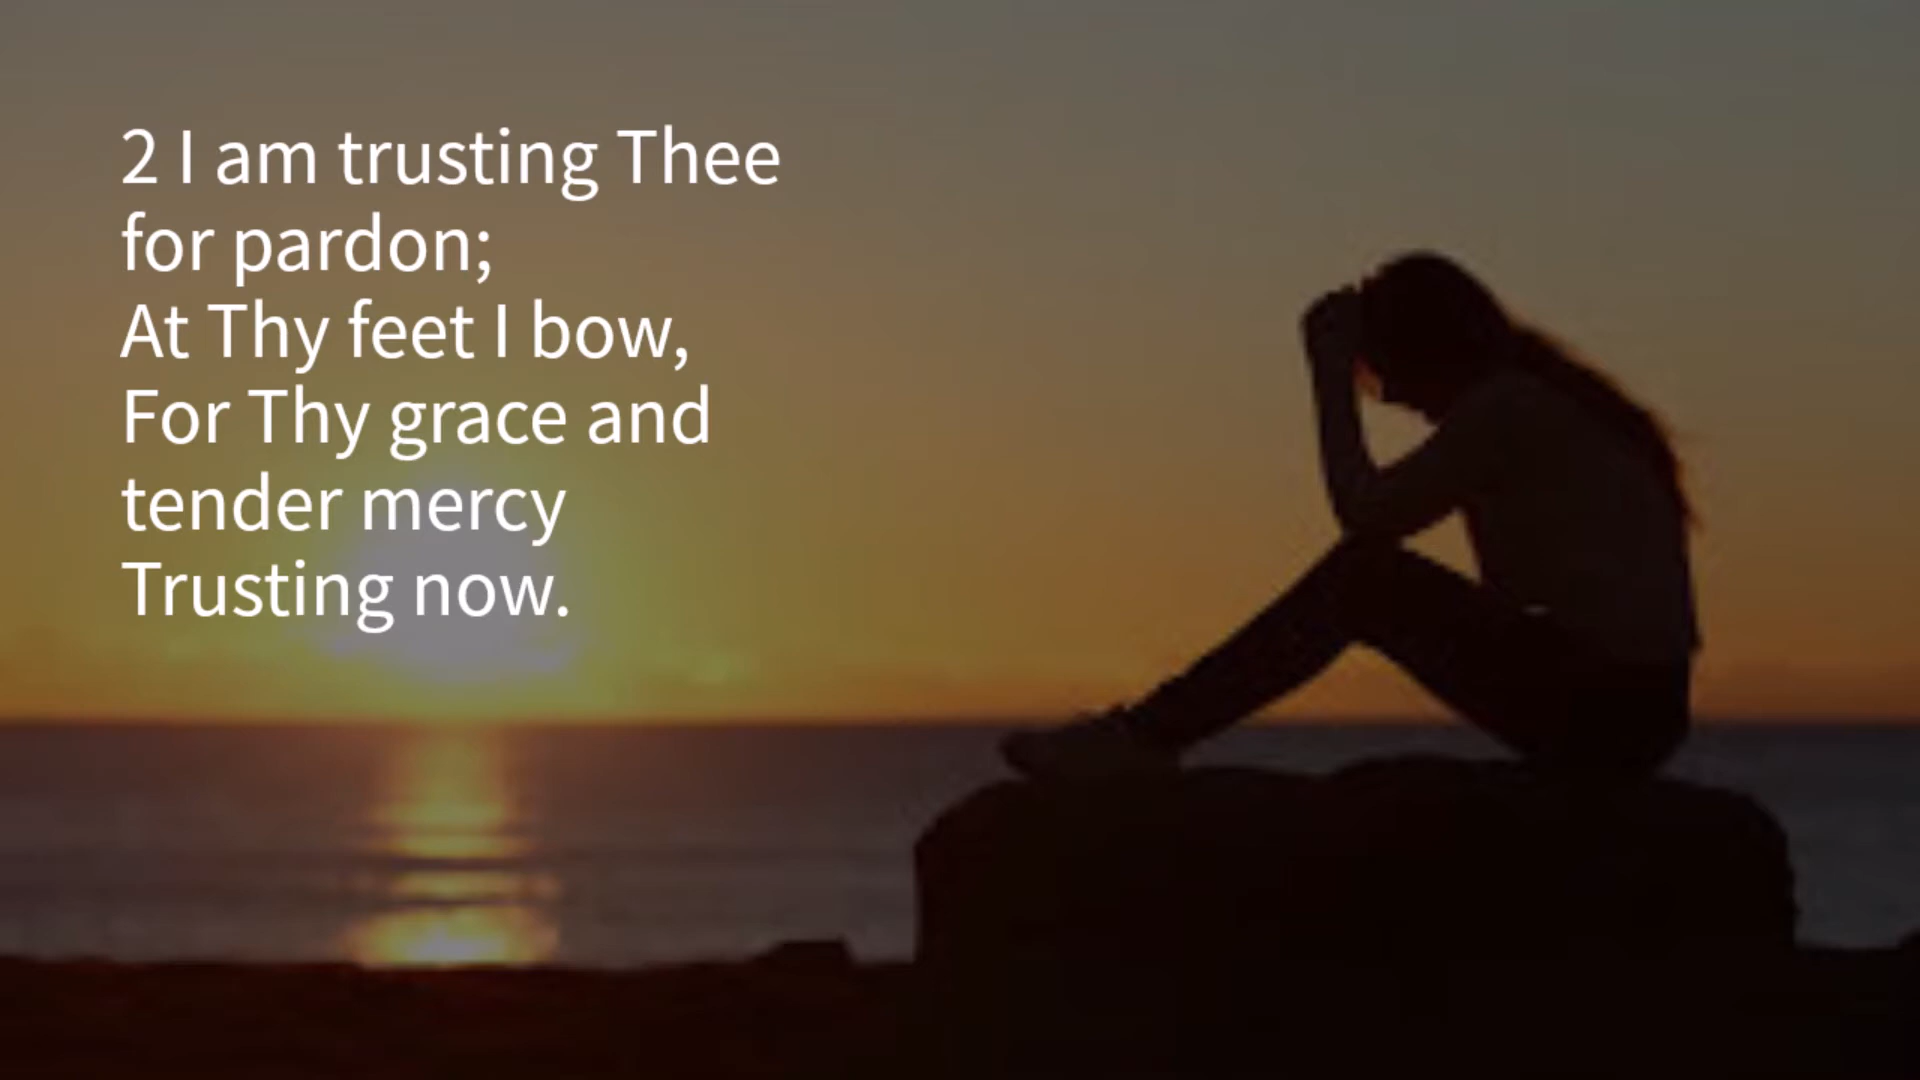 2 I am trusting Thee
for pardon;
At Thy feet I bow,
For Thy grace and
tender mercy
Trusting now.